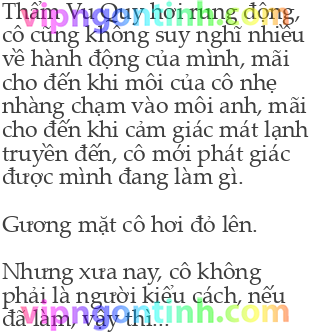 Thẩm Vu Quy hơi rung động,
cô cũng không suy nghĩ nhiều
về hành động của mình, mãi
cho đến khi môi của cô nhẹ
nhàng chạm vào môi anh, mãi
cho đến khi cảm giác mát lạnh
truyền đến, cô mới phát giác
được mình đang làm gì.
Gương mặt cô hơi đỏ lên.
Nhưng xưa nay, cô không
phải là người kiểu cách, nếu
đã làm, vậy thì...
vipngontinh.com
vipngontinh.com